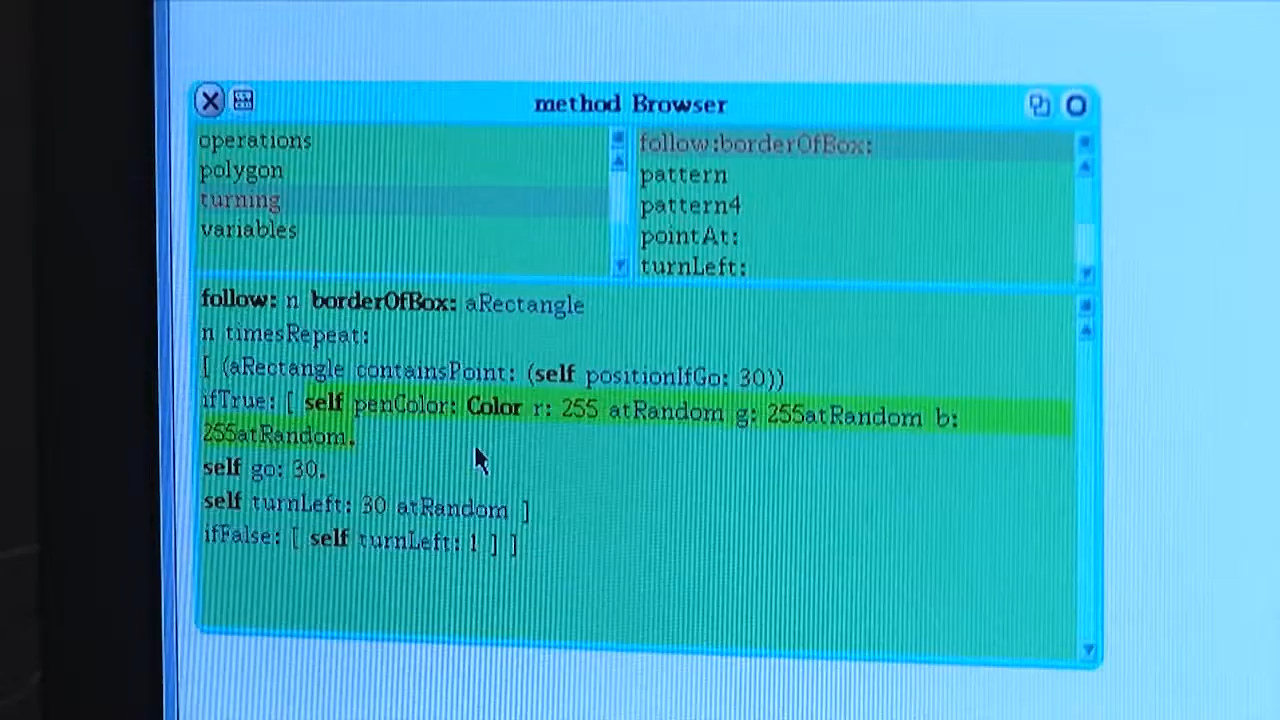 method Browser
operations
polygon
turning
variables
follow:borderOfBox:
pattern
pattern4
pointAt:
turnLeft:
follow: n borderOfBox: aRectangle
n timesRepeat:
[ (aRectangle containsPoint: (self positionIfGo: 30))
ifTrue: [ self penColor: Color r: 255 atRandom g: 255atRandom b:
255atRandom.
self go: 30.
self turnLeft: 30 atRandom ]
ifFalse: [ self turnLeft: 1 ] ]